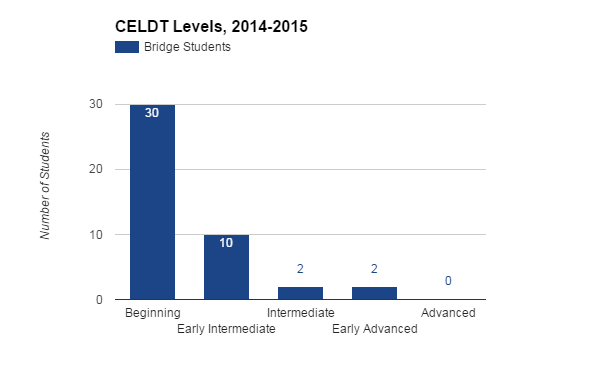 CELDT Levels, 2014-2015
Bridge Students
Number of Students
30
20
10
0
30
10
2
2
0
Beginning
Early Intermediate
Intermediate
Early Advanced
Advanced